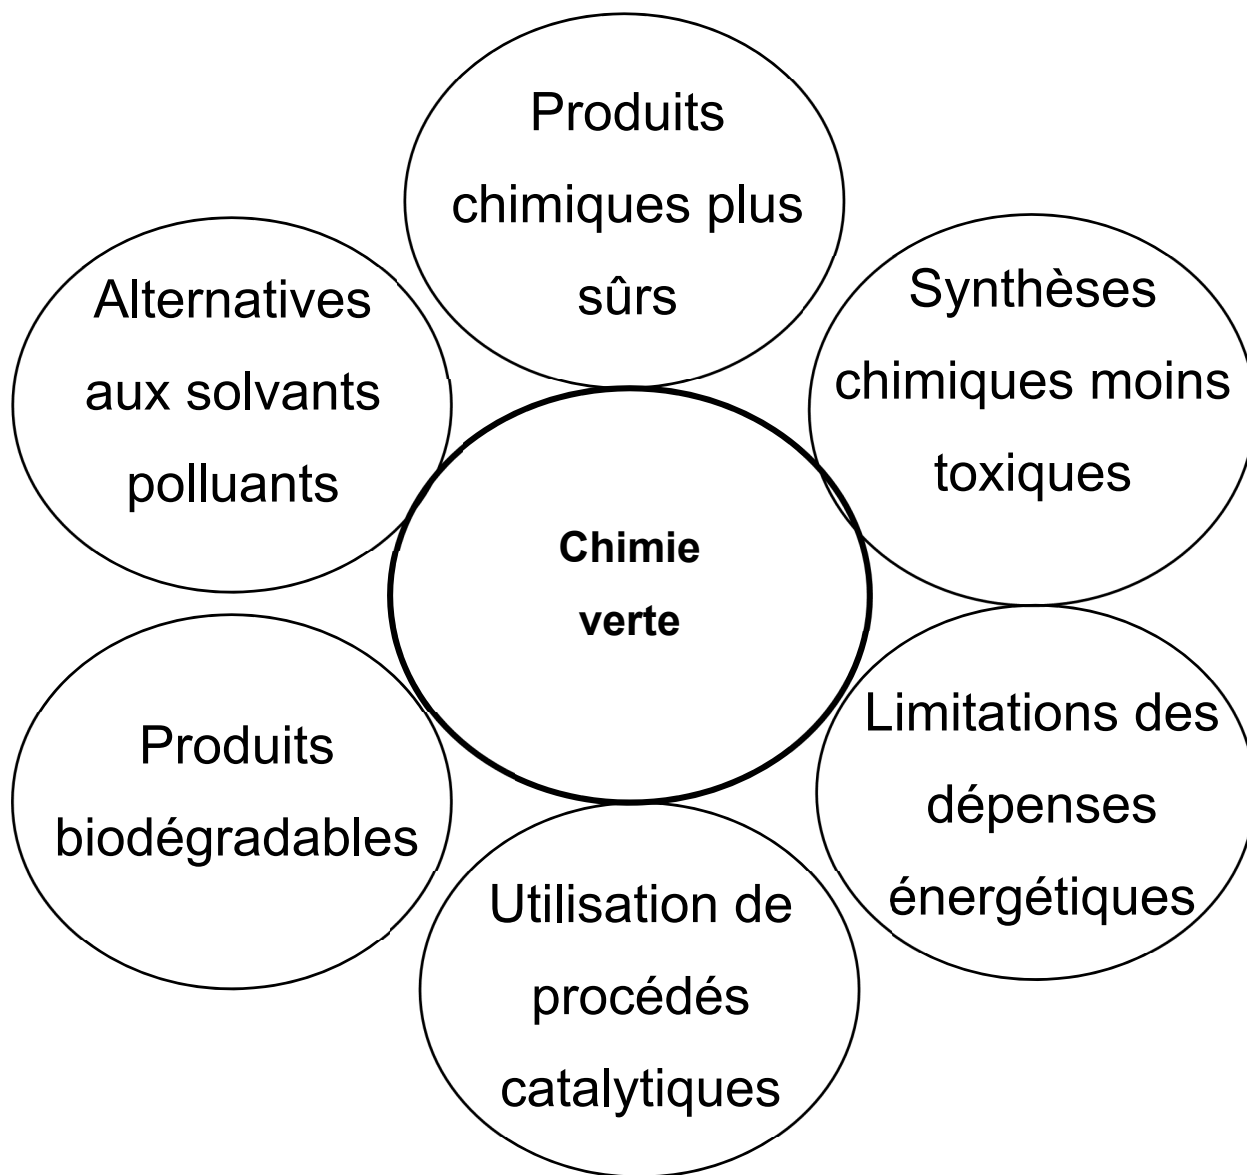 Produits
chimiques plus
sûrs
Alternatives
aux solvants
polluants
Synthèses
chimiques moins
toxiques
Chimie
verte
Produits
biodégradables
Limitations des
dépenses
énergétiques
Utilisation de
procédés
catalytiques